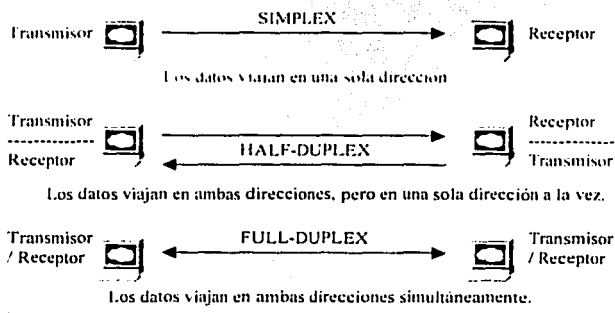 SIMPLEX
Transmisor Receptor
Los datos viajan en una sola dirección
Transmisor Receptor
HALF-DUPLEX
Receptor Transmisor
Los datos viajan en ambas direcciones, pero en una sola dirección a la vez.
FULL-DUPLEX
Transmisor Transmisor
/ Receptor / Receptor
Los datos viajan en ambas direcciones simultáneamente.